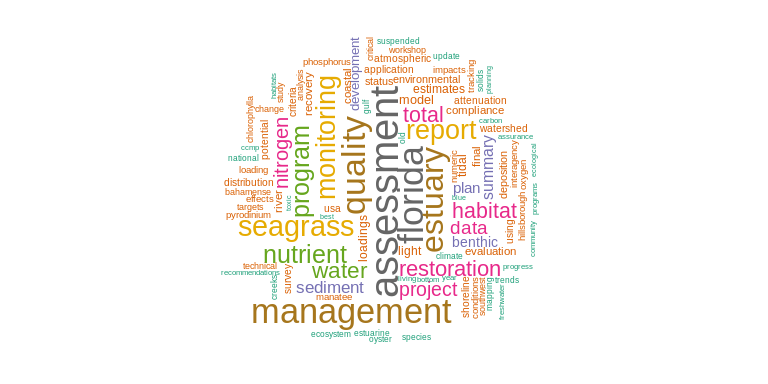 suspended
workshop
critical
development
atmospheric
update
phosphorus
application
impacts
tracking
solids
planning
habitats
study
analysis
recovery
coastal
status
environmental
estimates
criteria
monitoring
gulf
assessment
model
attenuation
change
chlorophylla
potential
nitrogen
program
quality
total
compliance
carbon
report
watershed
assurance
old
florida
estuary
ccmp
national
numeric
tidal
final
summary
deposition
interagency
oxygen
ecological
loading
distribution
bahamense
effects
targets
pyrodinium
river
toxic
usa
best
plan
blue
habitat
programs
hillsborough
using
community
seagrass
loadings
data
benthic
nutrient
light
climate
evaluation
technical
recommendations
survey
water
restoration
progress
creeks
sediment
manatee
living
bottom
year
project
shoreline
conditions
southwest
mapping
trends
freshwater
management
ecosystem
estuarine
oyster
species